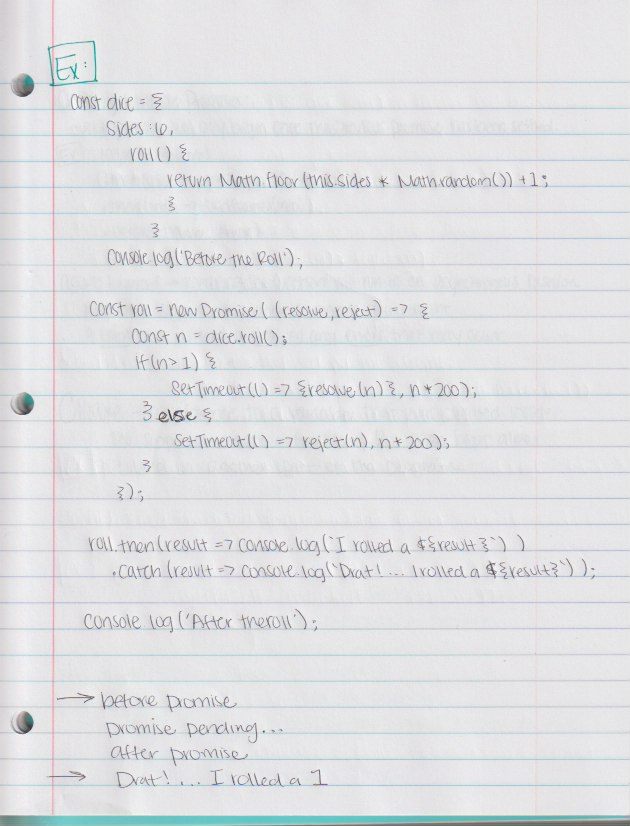 Ex:
Const dice = {
Sides: 6,
roll() {
return Math.floor(this.sides * Math.random()) + 1;
}
}
Console.log('Before the Roll');
Const roll = new Promise( (resolve, reject) => {
Const n = dice.roll();
if(n>1) {
SetTimeout(() => {resolve(n)}, n*200);
} else {
SetTimeout(() => reject(n), n*200);
}
});
roll.then(result => console.log(`I rolled a ${result}`) )
.catch(result => console.log(`Drat! ... I rolled a ${result}`) );
Console.log('After the roll');
→ before promise
promise pending...
after promise
→ Drat! ... I rolled a 1